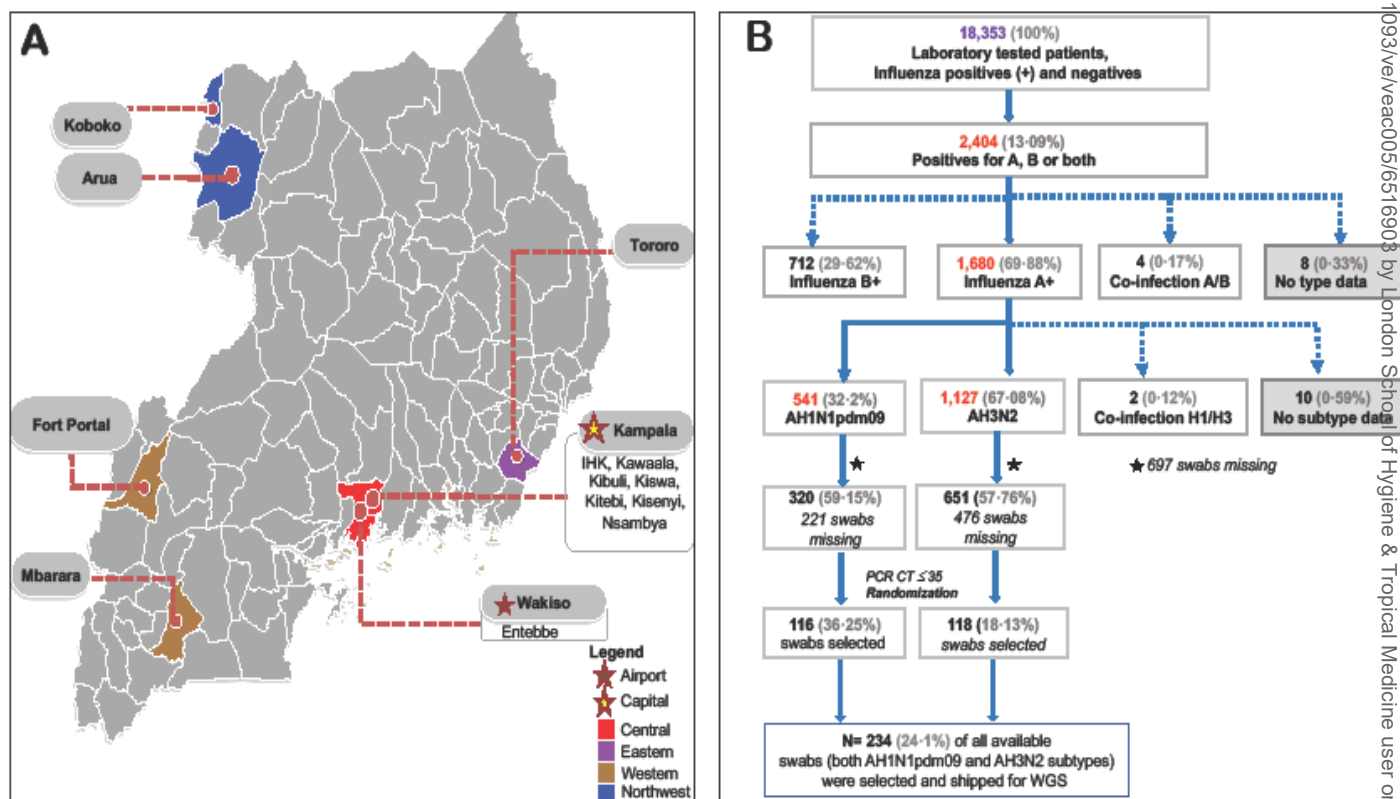 A
Koboko
Arua
Tororo
Fort Portal
Kampala
IHK, Kawaala,
Kibuli, Kiswa,
Kitebi, Kisenyi,
Nsambya
Mbarara
Wakiso
Entebbe
Legend
Airport
Capital
Central
Eastern
Western
Northwest
B
18,353 (100%)
Laboratory tested patients,
Influenza positives (+) and negatives
2,404 (13·09%)
Positives for A, B or both
712 (29·62%)
Influenza B+
1,680 (69·88%)
Influenza A+
4 (0·17%)
Co-infection A/B
8 (0·33%)
No type data
541 (32·2%)
AH1N1pdm09
1,127 (67·08%)
AH3N2
2 (0·12%)
Co-infection H1/H3
10 (0·59%)
No subtype data
★ 697 swabs missing
320 (59·15%)
221 swabs
missing
651 (57·76%)
476 swabs
missing
PCR CT ≤35
Randomization
116 (36·25%)
swabs selected
118 (18·13%)
swabs selected
N= 234 (24·1%) of all available
swabs (both AH1N1pdm09 and AH3N2 subtypes)
were selected and shipped for WGS
1093/ve/veac005/6516903 by London School of Hygiene & Tropical Medicine user o